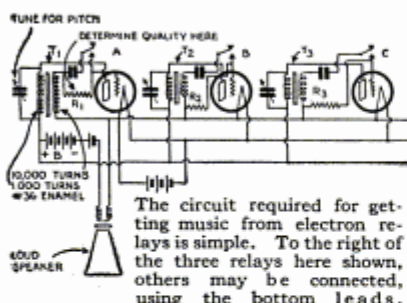 TUNE FOR PITCH
DETERMINE QUALITY HERE
T1
A
T2
B
T3
C
R1
R2
R3
+ B -
10,000 TURNS
1,000 TURNS
#36 ENAMEL
LOUD
SPEAKER
The circuit required for get-
ting music from electron re-
lays is simple. To the right of
the three relays here shown,
others may be connected,
using the bottom leads.